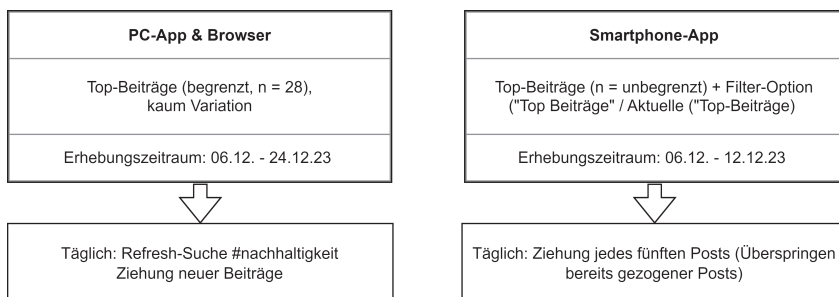 PC-App & Browser
Top-Beiträge (begrenzt, n = 28),
kaum Variation
Erhebungszeitraum: 06.12. - 24.12.23
Täglich: Refresh-Suche #nachhaltigkeit
Ziehung neuer Beiträge
Smartphone-App
Top-Beiträge (n = unbegrenzt) + Filter-Option
("Top Beiträge" / Aktuelle ("Top-Beiträge)
Erhebungszeitraum: 06.12. - 12.12.23
Täglich: Ziehung jedes fünften Posts (Überspringen
bereits gezogener Posts)